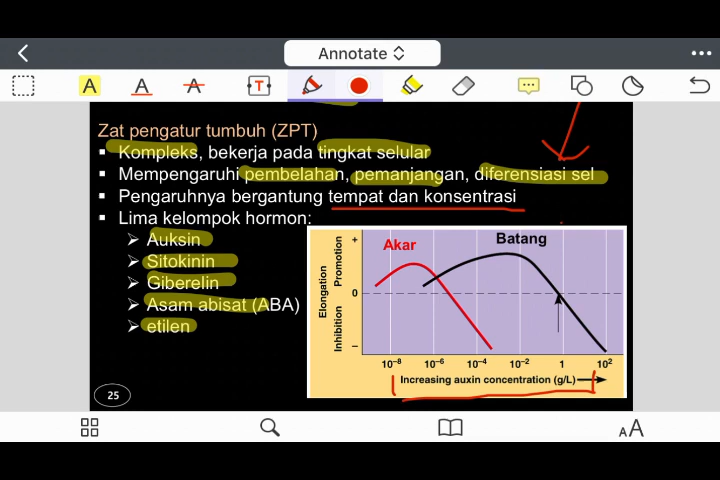 Annotate
A
A
A
T
Zat pengatur tumbuh (ZPT)
▪ Kompleks, bekerja pada tingkat selular
▪ Mempengaruhi pembelahan, pemanjangan, diferensiasi sel
▪ Pengaruhnya bergantung tempat dan konsentrasi
▪ Lima kelompok hormon:
➢ Auksin
➢ Sitokinin
➢ Giberelin
➢ Asam abisat (ABA)
➢ etilen
Akar
Batang
Elongation
Inhibition Promotion
+
0
–
10⁻⁸ 10⁻⁶ 10⁻⁴ 10⁻² 1 10²
Increasing auxin concentration (g/L)
25
AA